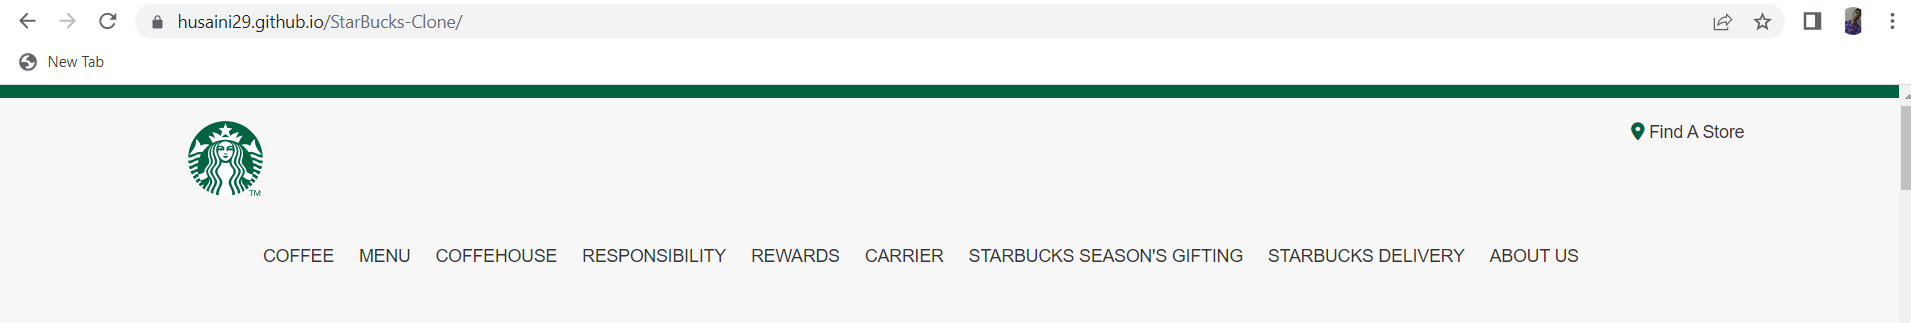 husaini29.github.io/StarBucks-Clone/
New Tab
Find A Store
TM
COFFEE MENU COFFEHOUSE RESPONSIBILITY REWARDS CARRIER STARBUCKS SEASON'S GIFTING STARBUCKS DELIVERY ABOUT US